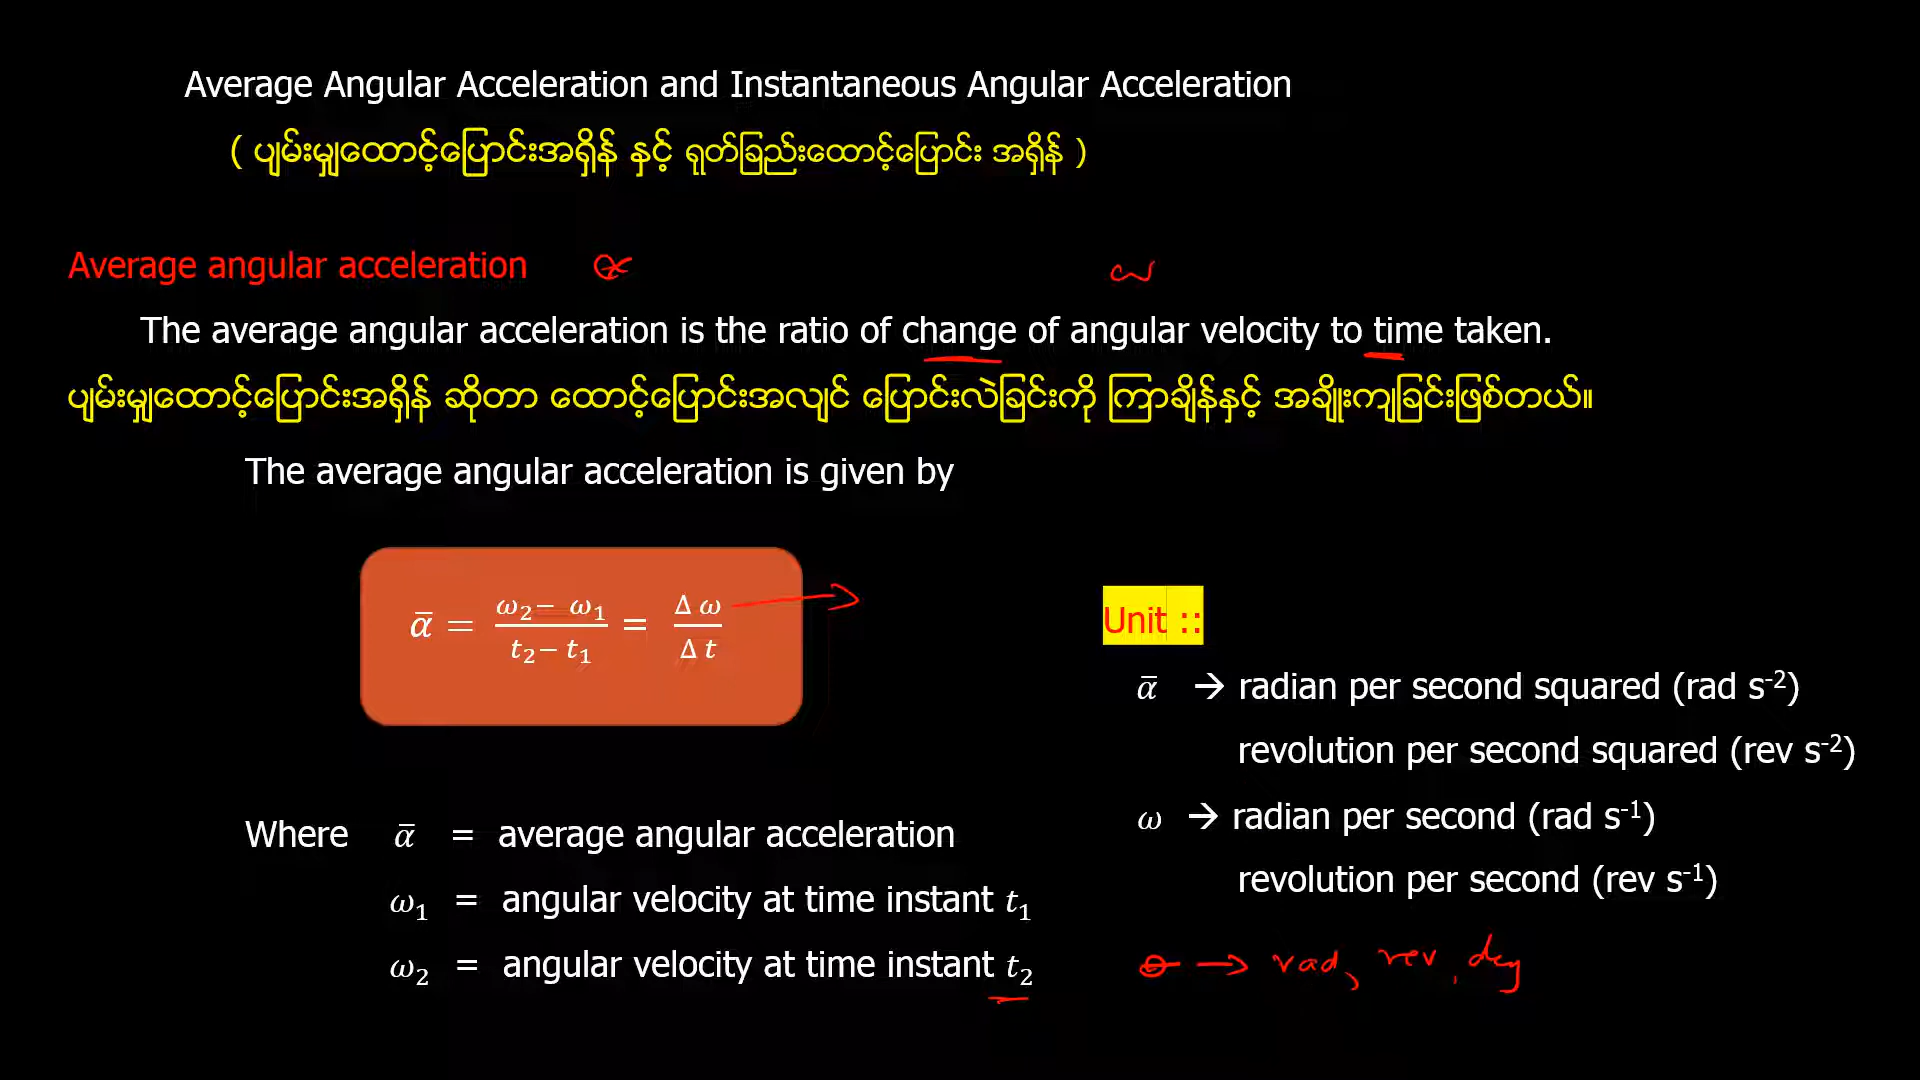 Average Angular Acceleration and Instantaneous Angular Acceleration
( ပျမ်းမျှထောင့်ပြောင်းအရှိန် နှင့် ရုတ်ခြည်းထောင့်ပြောင်း အရှိန် )
Average angular acceleration α
ω
The average angular acceleration is the ratio of change of angular velocity to time taken.
ပျမ်းမျှထောင့်ပြောင်းအရှိန် ဆိုတာ ထောင့်ပြောင်းအလျင် ပြောင်းလဲခြင်းကို ကြာချိန်နှင့် အချိုးကျခြင်းဖြစ်တယ်။
The average angular acceleration is given by
ᾱ = (ω₂ − ω₁)/(t₂ − t₁) = Δ ω/Δ t
Unit ::
ᾱ → radian per second squared (rad s⁻²)
revolution per second squared (rev s⁻²)
ω → radian per second (rad s⁻¹)
revolution per second (rev s⁻¹)
θ → rad, rev, deg
Where ᾱ = average angular acceleration
ω₁ = angular velocity at time instant t₁
ω₂ = angular velocity at time instant t₂